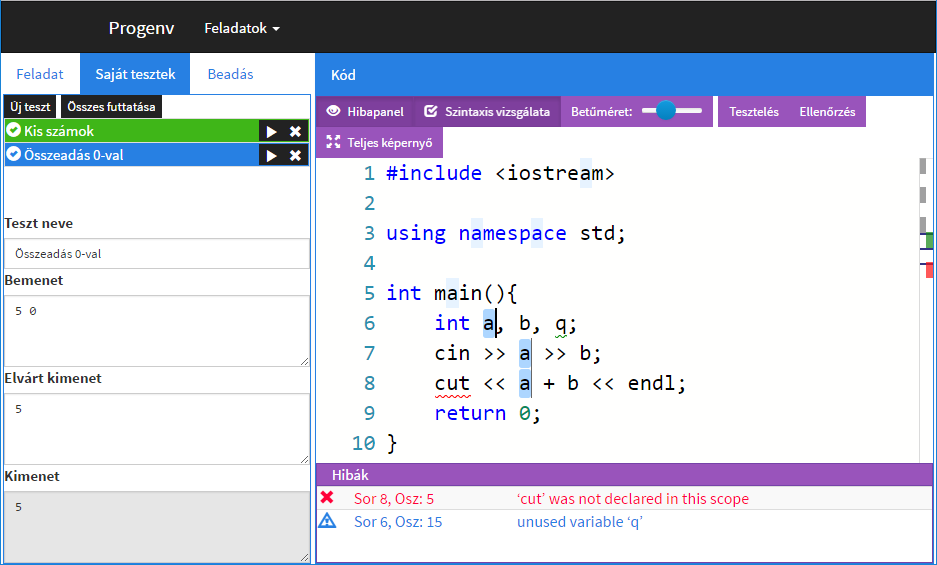 Progenv Feladatok
Feladat Saját tesztek Beadás
Új teszt Összes futtatása
Kis számok
Összeadás 0-val
Teszt neve
Összeadás 0-val
Bemenet
5 0
Elvárt kimenet
5
Kimenet
5
Kód
Hibapanel Szintaxis vizsgálata Betűméret: Tesztelés Ellenőrzés
Teljes képernyő
1 #include <iostream>
2
3 using namespace std;
4
5 int main(){
6 int a, b, q;
7 cin >> a >> b;
8 cut << a + b << endl;
9 return 0;
10 }
Hibák
Sor 8, Osz: 5 ‘cut’ was not declared in this scope
Sor 6, Osz: 15 unused variable ‘q’